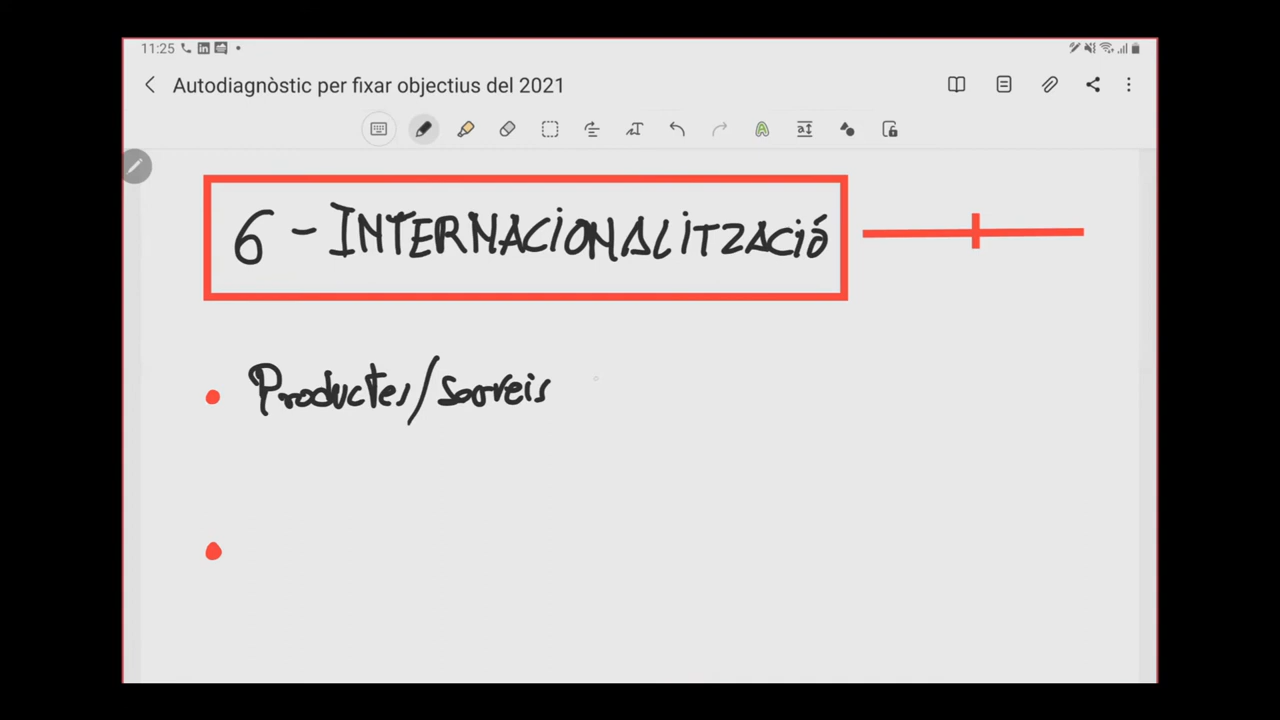 11:25
Autodiagnòstic per fixar objectius del 2021
6 - INTERNACIONALITZACIÓ
Productes/serveis